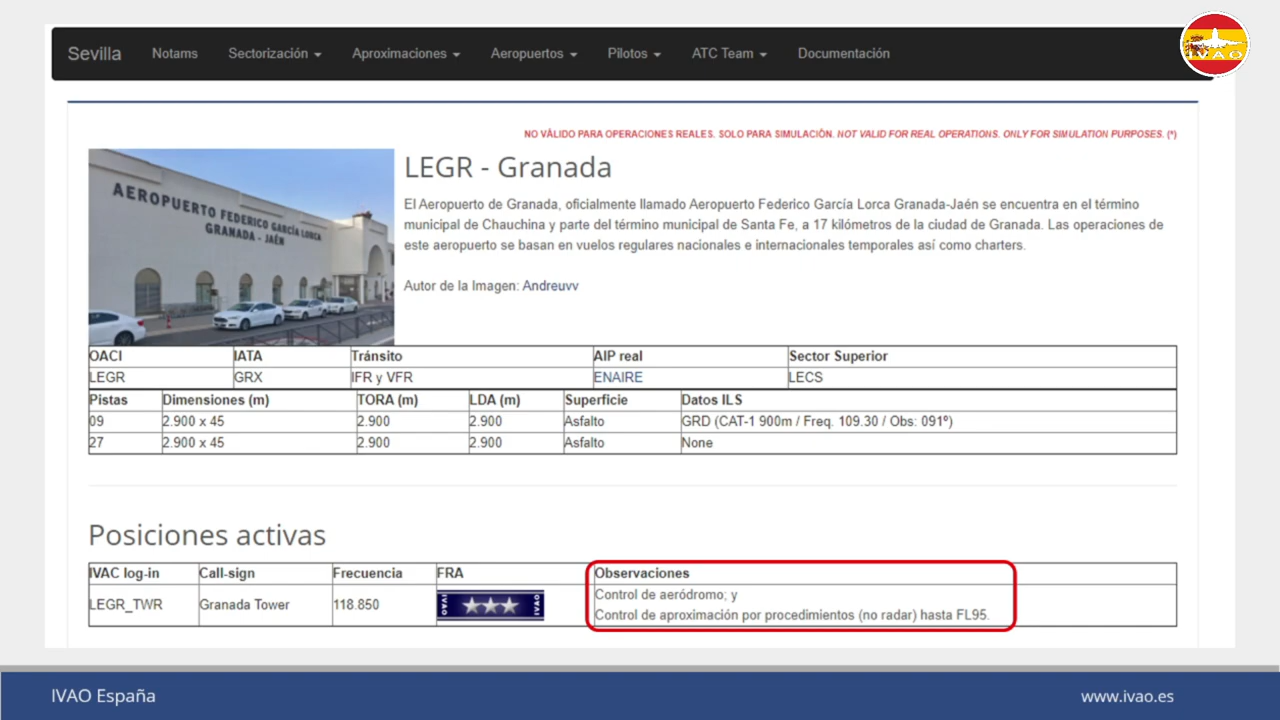 Sevilla Notams Sectorización Aproximaciones Aeropuertos Pilotos ATC Team Documentación
IVAO
NO VÁLIDO PARA OPERACIONES REALES. SOLO PARA SIMULACIÓN. NOT VALID FOR REAL OPERATIONS. ONLY FOR SIMULATION PURPOSES. (*)
AEROPUERTO FEDERICO GARCÍA LORCA
GRANADA - JAÉN
LEGR - Granada
El Aeropuerto de Granada, oficialmente llamado Aeropuerto Federico García Lorca Granada-Jaén se encuentra en el término
municipal de Chauchina y parte del término municipal de Santa Fe, a 17 kilómetros de la ciudad de Granada. Las operaciones de
este aeropuerto se basan en vuelos regulares nacionales e internacionales temporales así como charters.
Autor de la Imagen: Andreuvv
OACI IATA Tránsito AIP real Sector Superior
LEGR GRX IFR y VFR ENAIRE LECS
Pistas Dimensiones (m) TORA (m) LDA (m) Superficie Datos ILS
09 2.900 x 45 2.900 2.900 Asfalto GRD (CAT-1 900m / Freq. 109.30 / Obs: 091º)
27 2.900 x 45 2.900 2.900 Asfalto None
Posiciones activas
IVAC log-in Call-sign Frecuencia FRA Observaciones
LEGR_TWR Granada Tower 118.850 IVAO IVAO Control de aeródromo; y
Control de aproximación por procedimientos (no radar) hasta FL95.
IVAO España www.ivao.es